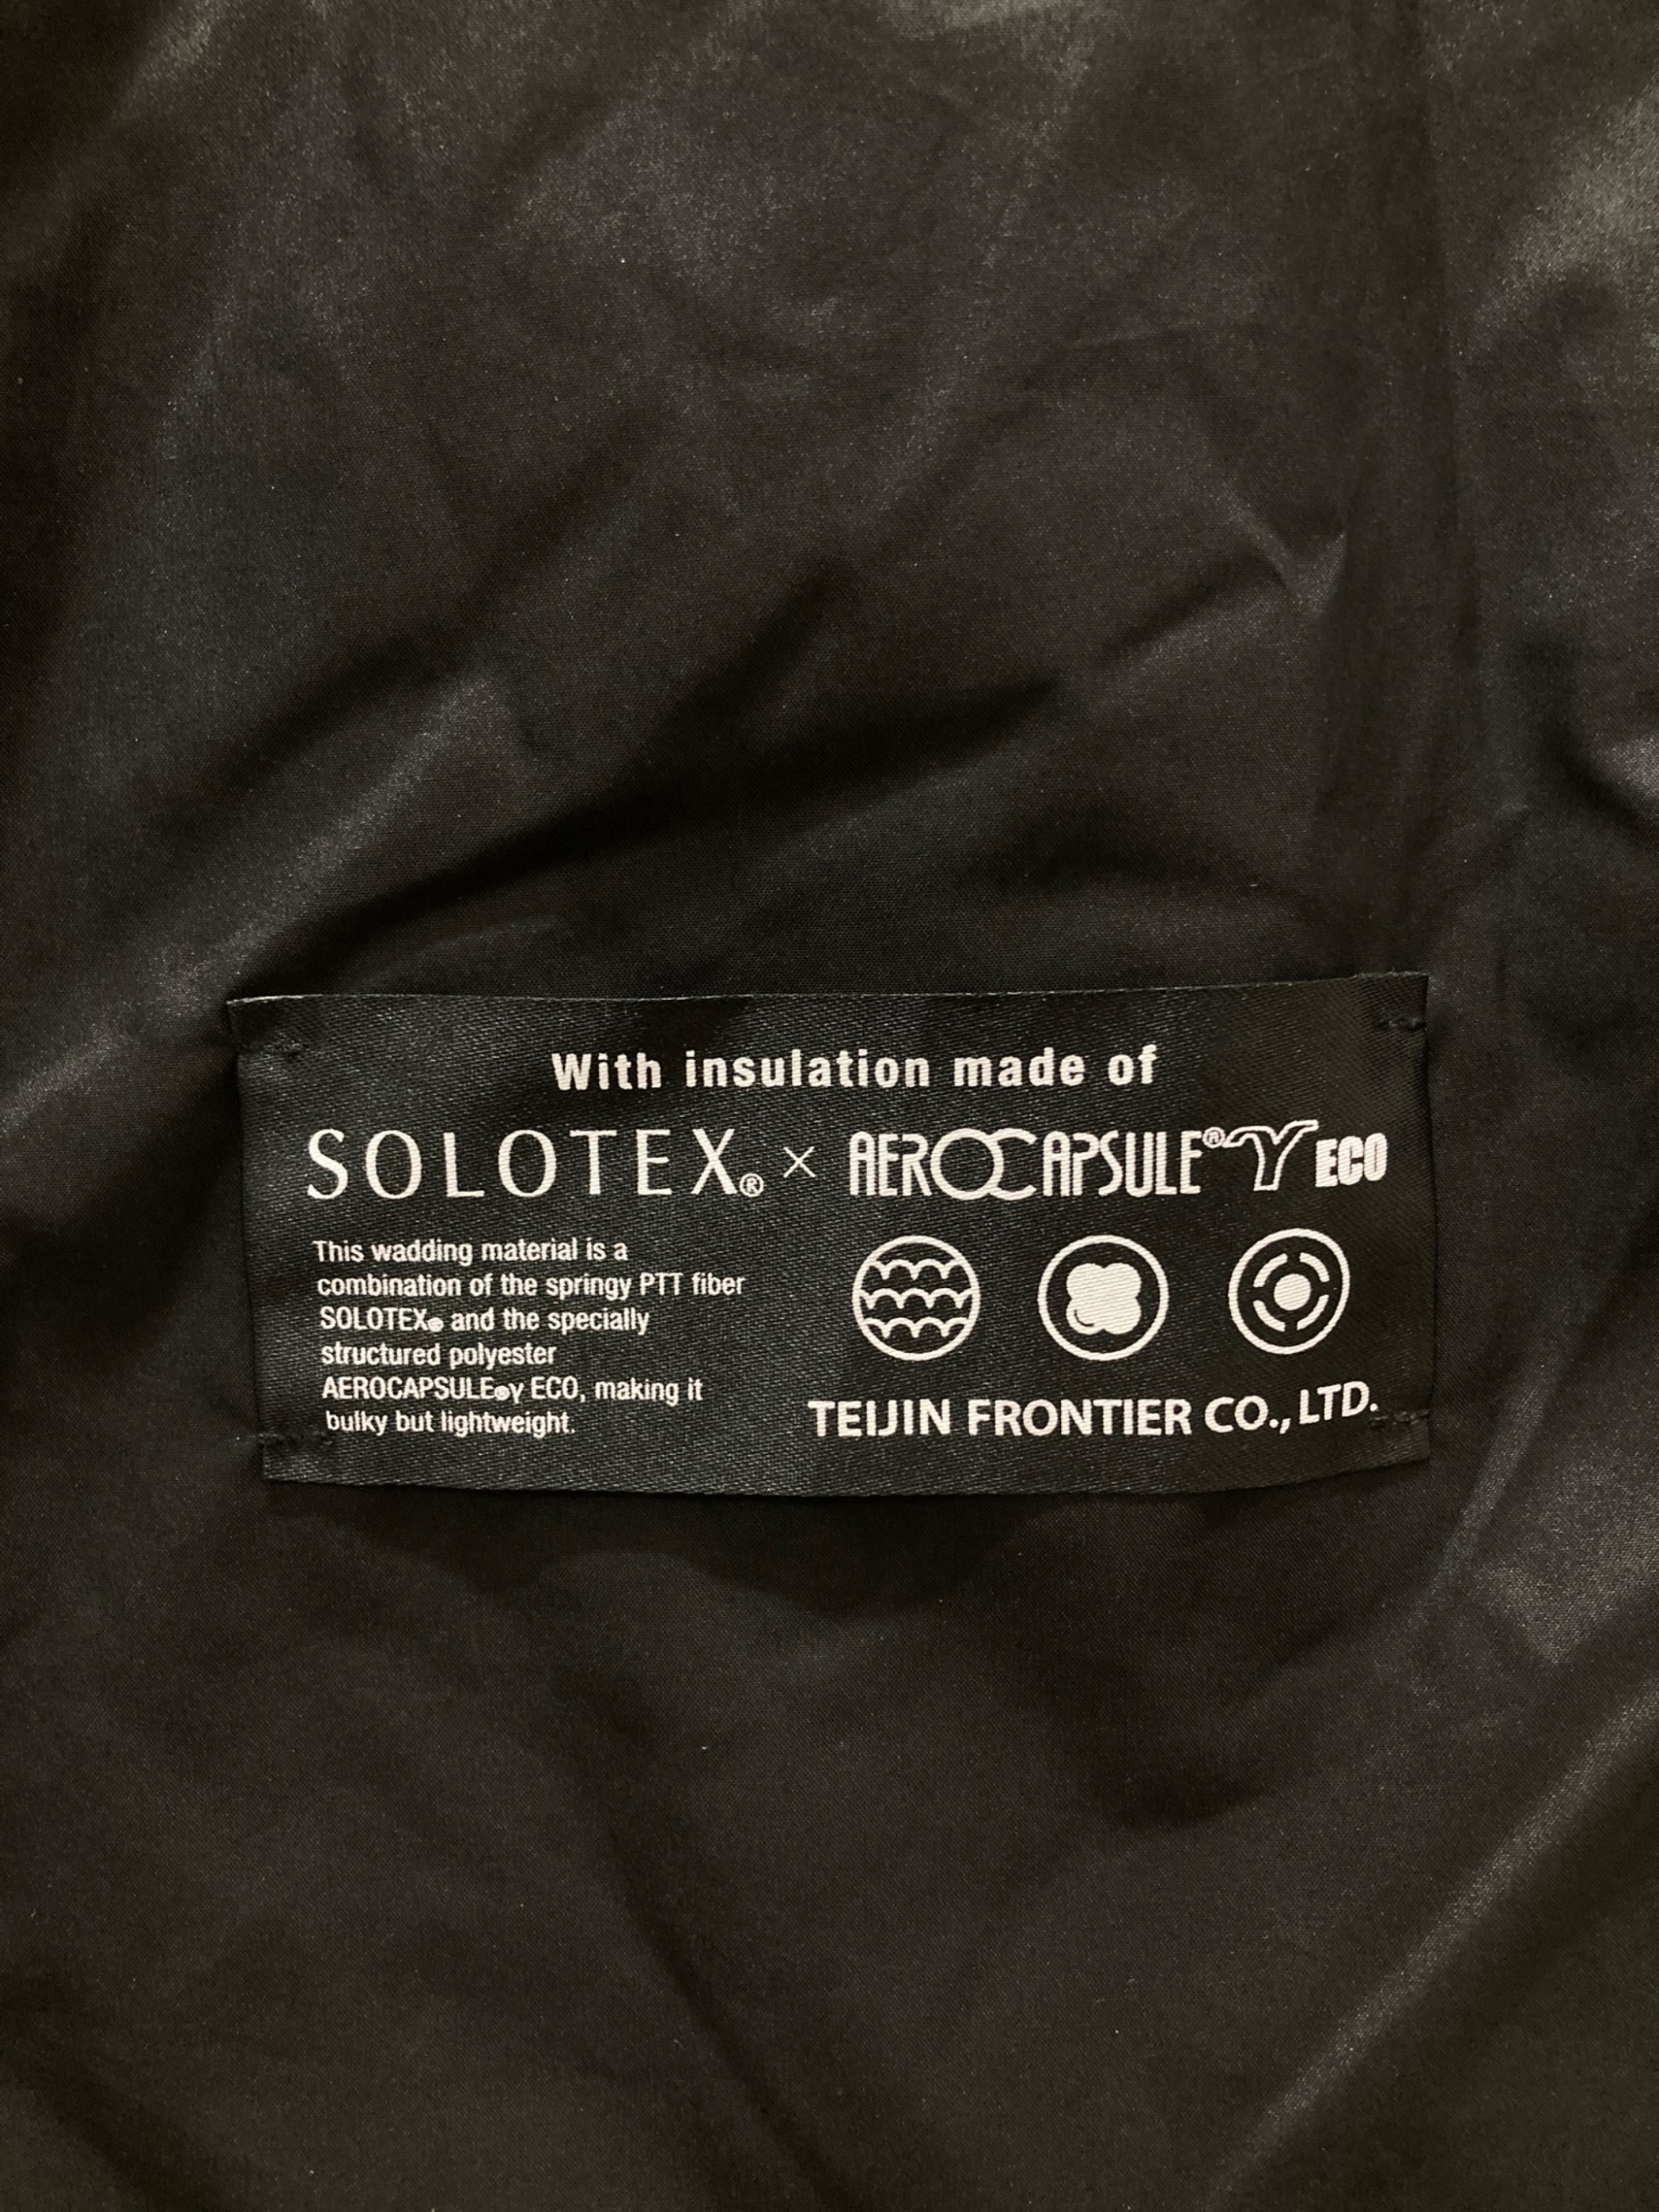 With insulation made of
SOLOTEX® × AEROCAPSULE®Y ECO
This wadding material is a
combination of the springy PTT fiber
SOLOTEX® and the specially
structured polyester
AEROCAPSULE®γ ECO, making it
bulky but lightweight.
TEIJIN FRONTIER CO., LTD.